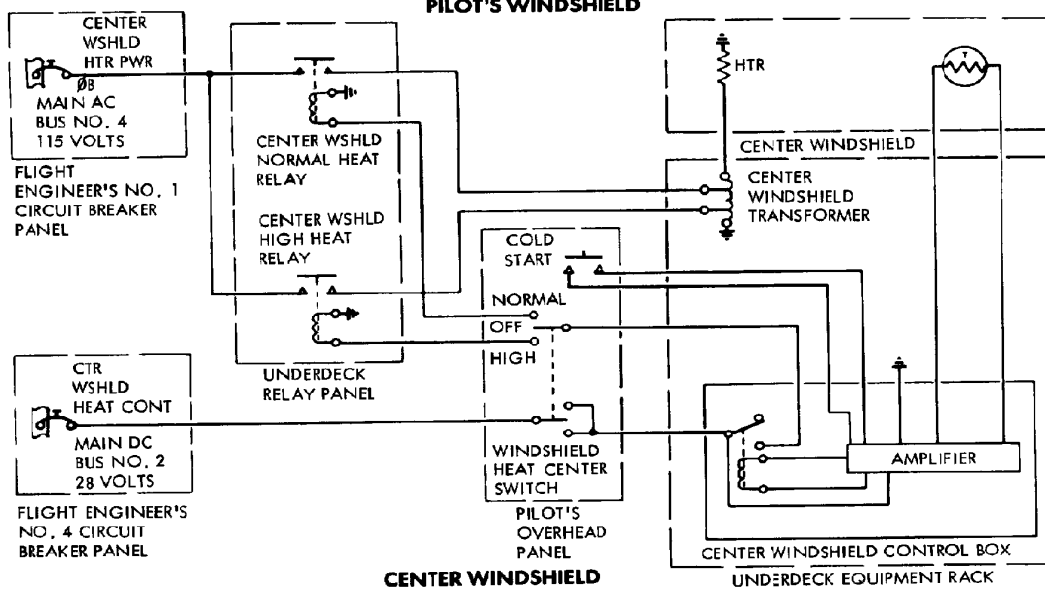 PILOT'S WINDSHIELD
CENTER
WSHLD
HTR PWR
ØB
MAIN AC
BUS NO. 4
115 VOLTS
FLIGHT
ENGINEER'S NO. 1
CIRCUIT BREAKER
PANEL
CENTER WSHLD
NORMAL HEAT
RELAY
CENTER WSHLD
HIGH HEAT
RELAY
UNDERDECK
RELAY PANEL
HTR
T
CENTER WINDSHIELD
CENTER
WINDSHIELD
TRANSFORMER
COLD
START
NORMAL
OFF
HIGH
WINDSHIELD
HEAT CENTER
SWITCH
PILOT'S
OVERHEAD
PANEL
CTR
WSHLD
HEAT CONT
MAIN DC
BUS NO. 2
28 VOLTS
FLIGHT ENGINEER'S
NO. 4 CIRCUIT
BREAKER PANEL
AMPLIFIER
CENTER WINDSHIELD CONTROL BOX
UNDERDECK EQUIPMENT RACK
CENTER WINDSHIELD